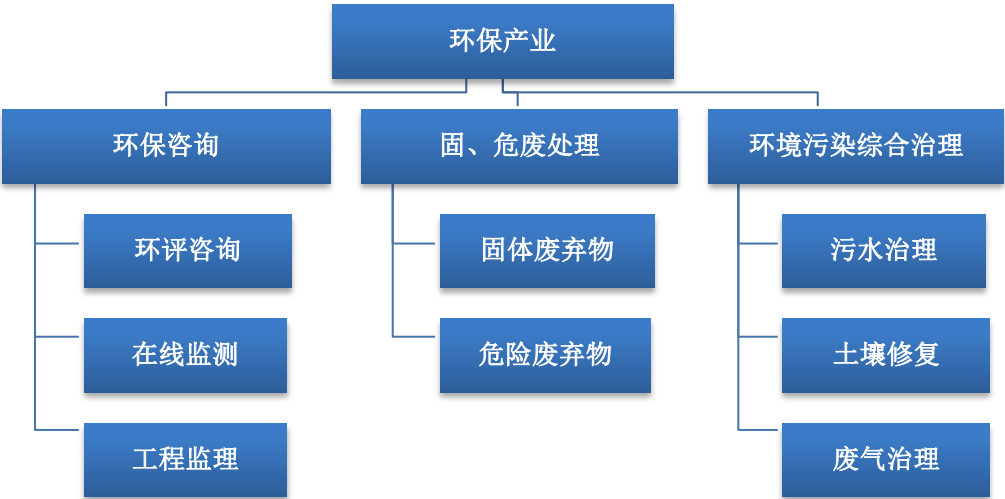 环保产业
环保咨询
固、危废处理
环境污染综合治理
环评咨询
固体废弃物
污水治理
在线监测
危险废弃物
土壤修复
工程监理
废气治理